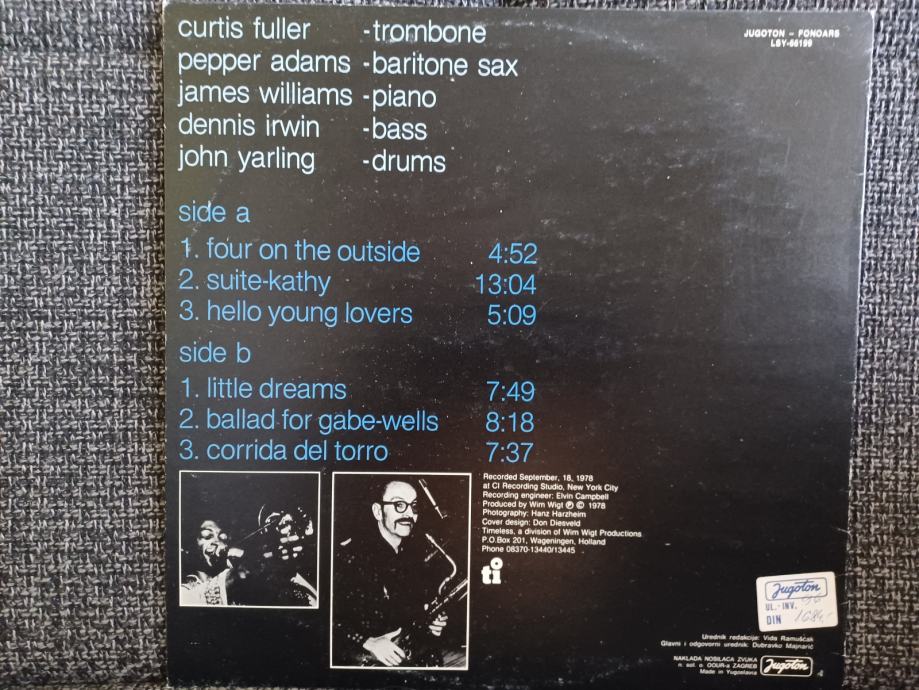 curtis fuller -trombone
pepper adams -baritone sax
james williams -piano
dennis irwin -bass
john yarling -drums
JUGOTON - FONOARS
LSY-66199
side a
1. four on the outside 4:52
2. suite-kathy 13:04
3. hello young lovers 5:09
side b
1. little dreams 7:49
2. ballad for gabe-wells 8:18
3. corrida del torro 7:37
Recorded September, 18, 1978
at CI Recording Studio, New York City
Recording engineer: Elvin Campbell
Produced by Wim Wigt ℗ © 1978
Photography: Hanz Harzheim
Cover design: Don Diesveld
Timeless, a division of Wim Wigt Productions
P.O.Box 201, Wageningen, Holland
Phone 08370-13440/13445
ti
Jugoton
UL.-INV.
DIN 1684,-
Urednik redakcije: Vida Ramušćak
Glavni i odgovorni urednik: Dubravko Majnarić
NAKLADA NOSILACA ZVUKA
n. sol. o. OOUR-a ZAGREB
Made in Yugoslavia
Jugoton